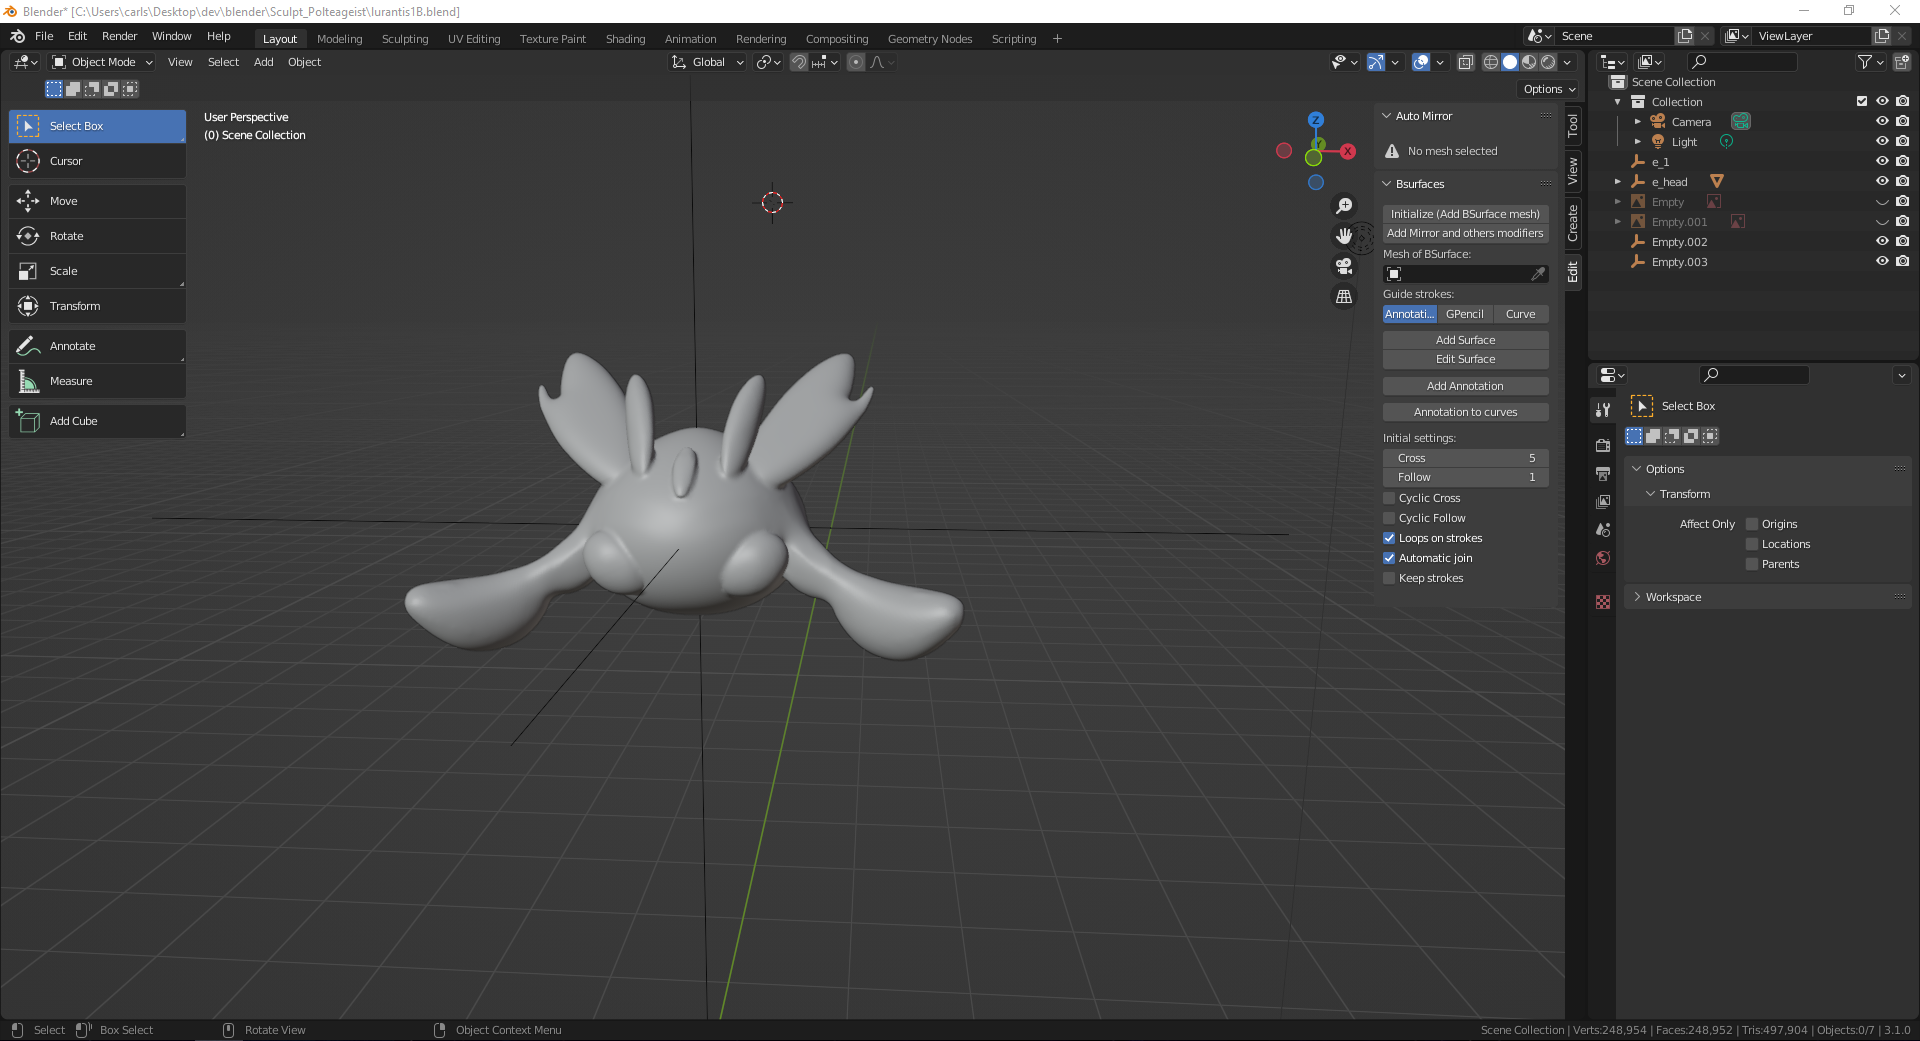 Blender* [C:\Users\carls\Desktop\dev\blender\Sculpt_Polteageist\lurantis1B.blend]
File Edit Render Window Help Layout Modeling Sculpting UV Editing Texture Paint Shading Animation Rendering Compositing Geometry Nodes Scripting + Scene ViewLayer
Object Mode View Select Add Object Global
Options
User Perspective
(0) Scene Collection
Select Box
Cursor
Move
Rotate
Scale
Transform
Annotate
Measure
Add Cube
Z
Y
X
Auto Mirror
No mesh selected
Bsurfaces
Initialize (Add BSurface mesh)
Add Mirror and others modifiers
Mesh of BSurface:
Guide strokes:
Annotati... GPencil Curve
Add Surface
Edit Surface
Add Annotation
Annotation to curves
Initial settings:
Cross 5
Follow 1
Cyclic Cross
Cyclic Follow
Loops on strokes
Automatic join
Keep strokes
Tool
View
Create
Edit
Scene Collection
Collection
Camera
Light
e_1
e_head
Empty
Empty.001
Empty.002
Empty.003
Select Box
Options
Transform
Affect Only Origins
Locations
Parents
Workspace
Select Box Select Rotate View Object Context Menu Scene Collection | Verts:248,954 | Faces:248,952 | Tris:497,904 | Objects:0/7 | 3.1.0